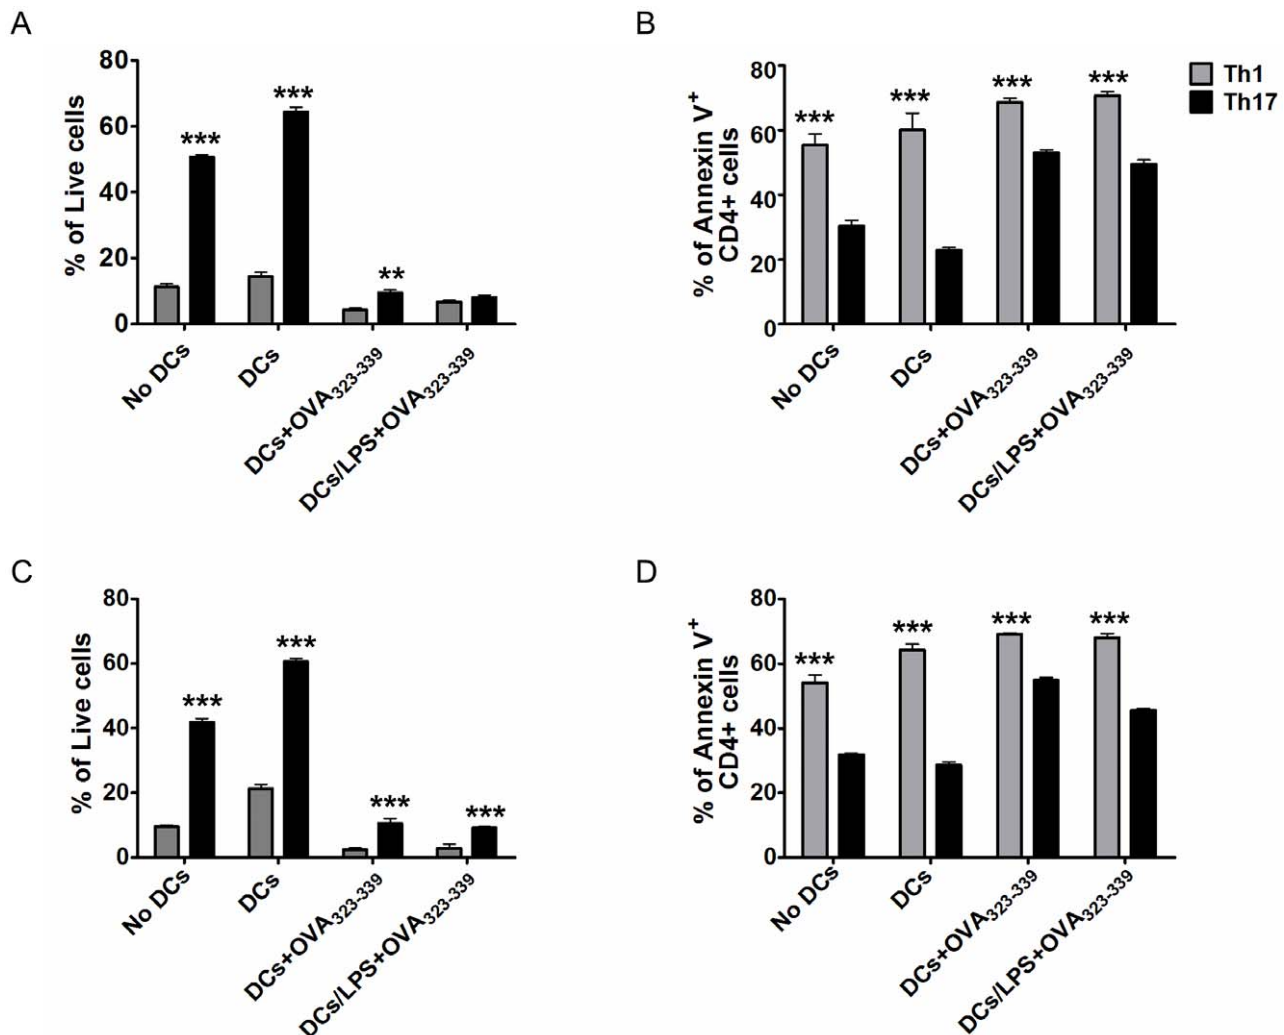 A
% of Live cells
80
60
40
20
0
***
***
**
No DCs
DCs
DCs+OVA323-339
DCs/LPS+OVA323-339
B
% of Annexin V+
CD4+ cells
80
60
40
20
0
***
***
***
***
No DCs
DCs
DCs+OVA323-339
DCs/LPS+OVA323-339
Th1
Th17
C
% of Live cells
80
60
40
20
0
***
***
***
***
No DCs
DCs
DCs+OVA323-339
DCs/LPS+OVA323-339
D
% of Annexin V+
CD4+ cells
80
60
40
20
0
***
***
***
***
No DCs
DCs
DCs+OVA323-339
DCs/LPS+OVA323-339